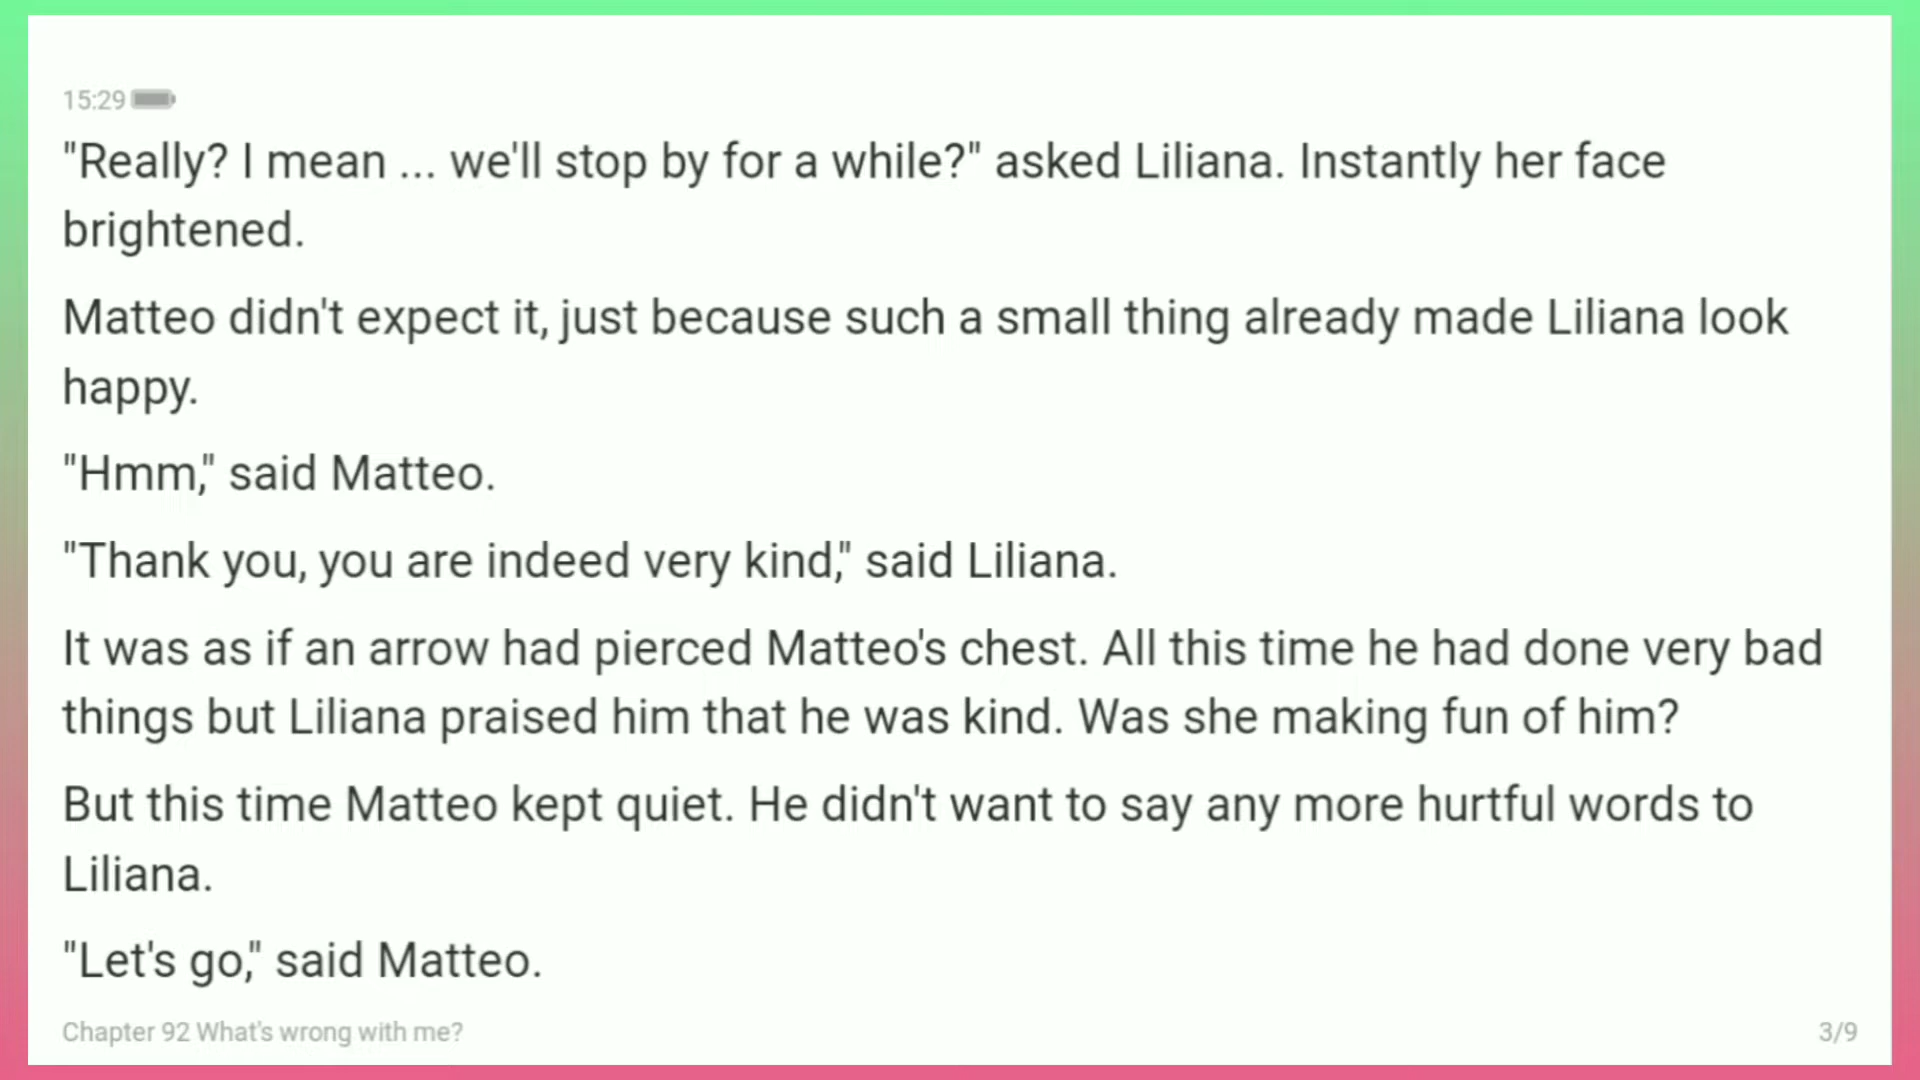 15:29
"Really? I mean ... we'll stop by for a while?" asked Liliana. Instantly her face
brightened.
Matteo didn't expect it, just because such a small thing already made Liliana look
happy.
"Hmm," said Matteo.
"Thank you, you are indeed very kind," said Liliana.
It was as if an arrow had pierced Matteo's chest. All this time he had done very bad
things but Liliana praised him that he was kind. Was she making fun of him?
But this time Matteo kept quiet. He didn't want to say any more hurtful words to
Liliana.
"Let's go," said Matteo.
Chapter 92 What's wrong with me?
3/9